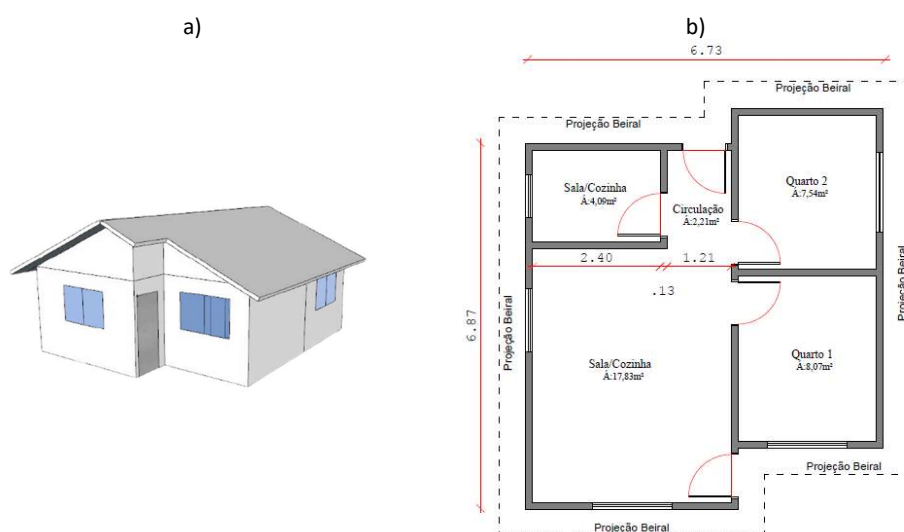 a)
b)
6.73
Projeção Beiral
Projeção Beiral
Sala/Cozinha
Á:4,09m²
Circulação
Á:2,21m²
Quarto 2
Á:7,54m²
2.40
1.21
.13
6.87
Projeção Beiral
Projeção Beiral
Sala/Cozinha
Á:17,83m²
Quarto 1
Á:8,07m²
Projeção Beiral
Projeção Beiral